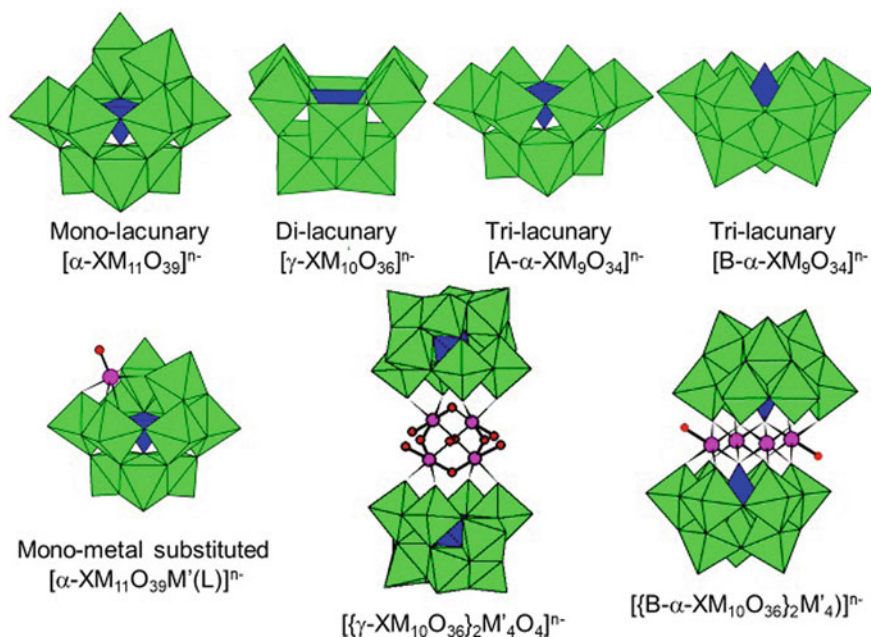 Mono-lacunary
[α-XM₁₁O₃₉]ⁿ⁻
Di-lacunary
[γ-XM₁₀O₃₆]ⁿ⁻
Tri-lacunary
[A-α-XM₉O₃₄]ⁿ⁻
Tri-lacunary
[B-α-XM₉O₃₄]ⁿ⁻
Mono-metal substituted
[α-XM₁₁O₃₉M'(L)]ⁿ⁻
[{γ-XM₁₀O₃₆}₂M'₄O₄]ⁿ⁻
[{B-α-XM₁₀O₃₆}₂M'₄)]ⁿ⁻